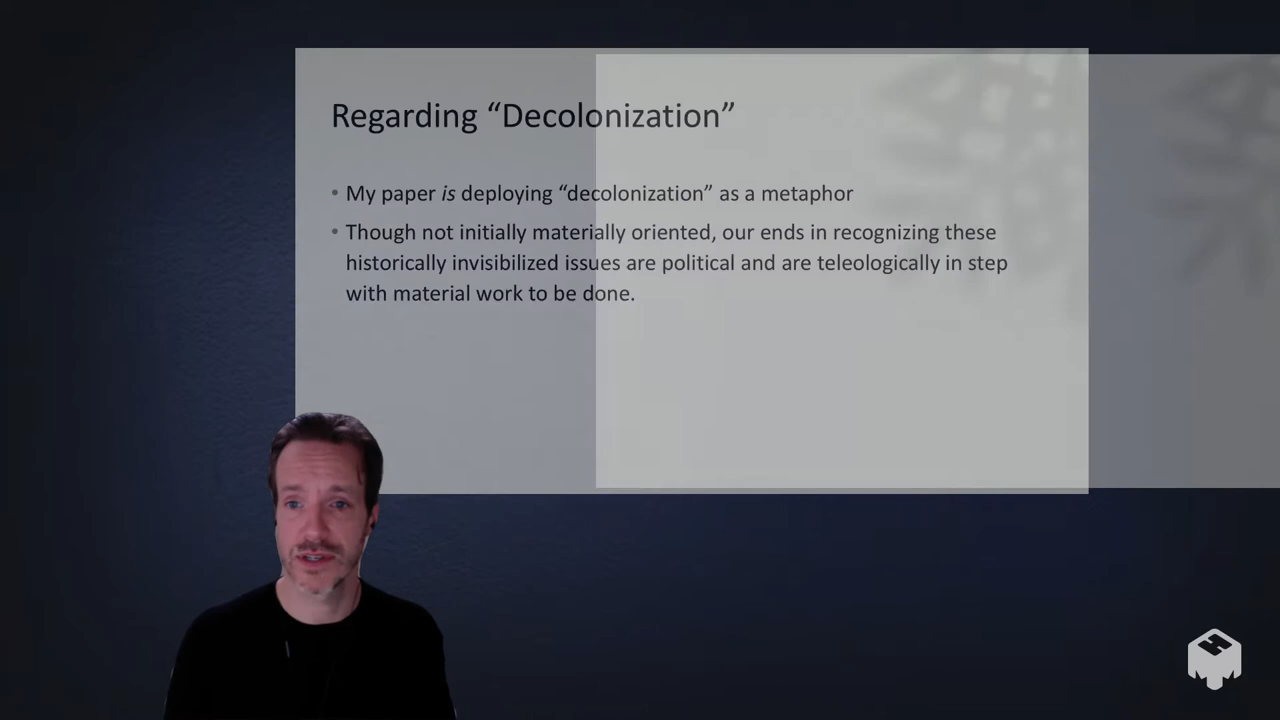 Regarding “Decolonization”
• My paper is deploying “decolonization” as a metaphor
• Though not initially materially oriented, our ends in recognizing these
historically invisibilized issues are political and are teleologically in step
with material work to be done.